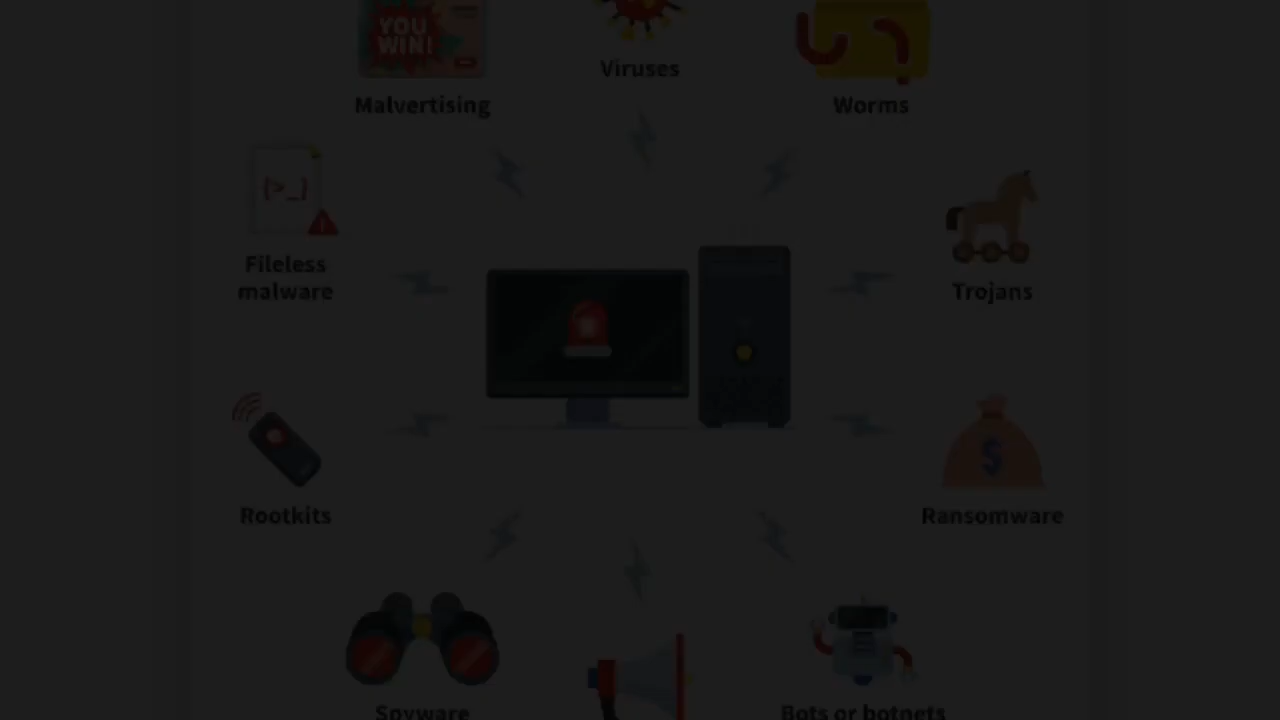 YOU
WIN!
Viruses
Malvertising
Worms
{>_}
!
Fileless
malware
Trojans
$
Rootkits
Ransomware
Spyware
Bots or botnets